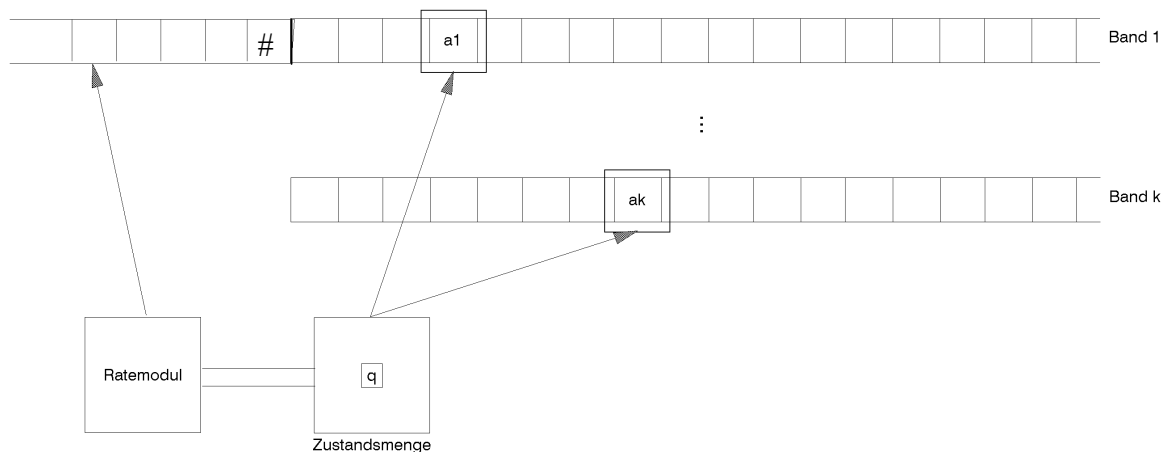 # a1 Band 1
⋮
ak Band k
Ratemodul q
Zustandsmenge